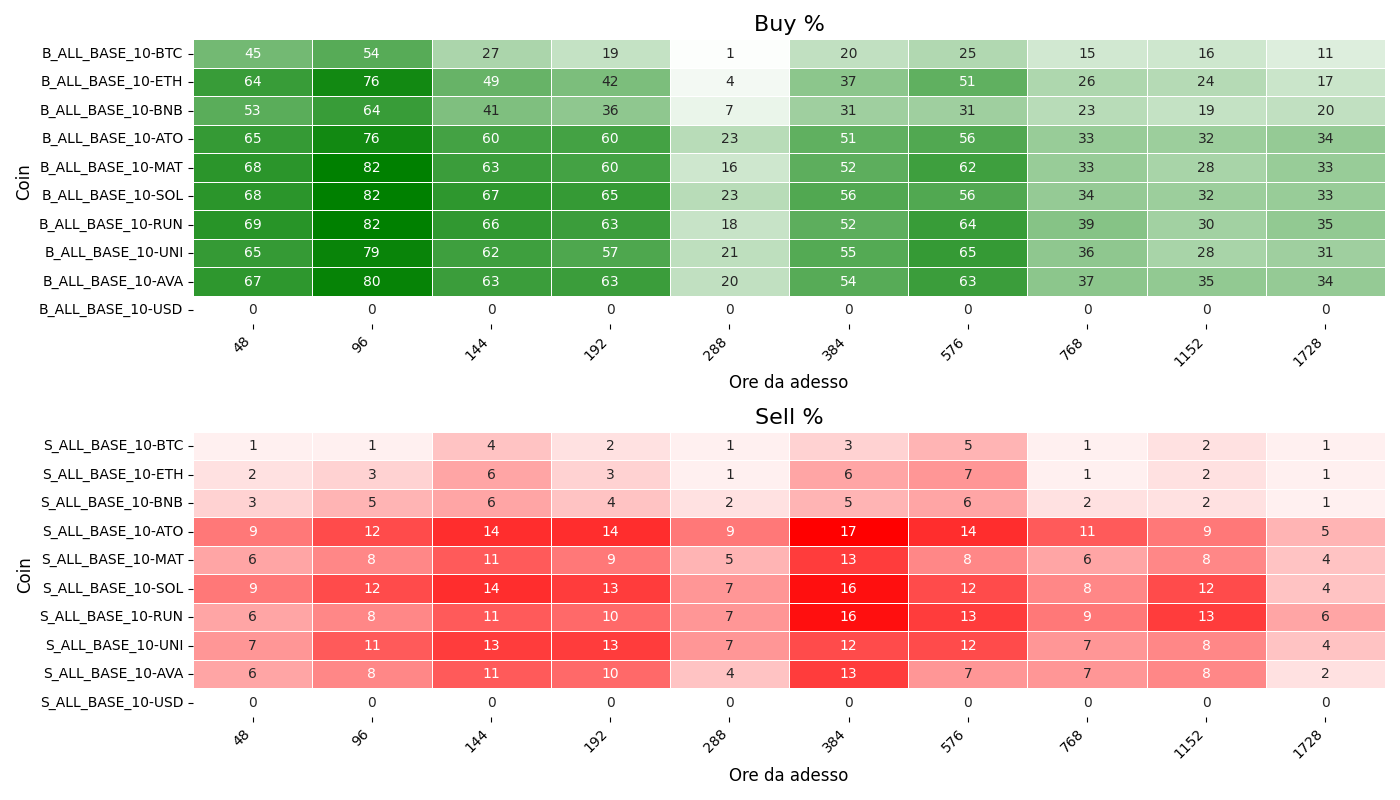 Buy %
Coin
B_ALL_BASE_10-BTC 45 54 27 19 1 20 25 15 16 11
B_ALL_BASE_10-ETH 64 76 49 42 4 37 51 26 24 17
B_ALL_BASE_10-BNB 53 64 41 36 7 31 31 23 19 20
B_ALL_BASE_10-ATO 65 76 60 60 23 51 56 33 32 34
B_ALL_BASE_10-MAT 68 82 63 60 16 52 62 33 28 33
B_ALL_BASE_10-SOL 68 82 67 65 23 56 56 34 32 33
B_ALL_BASE_10-RUN 69 82 66 63 18 52 64 39 30 35
B_ALL_BASE_10-UNI 65 79 62 57 21 55 65 36 28 31
B_ALL_BASE_10-AVA 67 80 63 63 20 54 63 37 35 34
B_ALL_BASE_10-USD 0 0 0 0 0 0 0 0 0 0
48 96 144 192 288 384 576 768 1152 1728
Ore da adesso
Sell %
Coin
S_ALL_BASE_10-BTC 1 1 4 2 1 3 5 1 2 1
S_ALL_BASE_10-ETH 2 3 6 3 1 6 7 1 2 1
S_ALL_BASE_10-BNB 3 5 6 4 2 5 6 2 2 1
S_ALL_BASE_10-ATO 9 12 14 14 9 17 14 11 9 5
S_ALL_BASE_10-MAT 6 8 11 9 5 13 8 6 8 4
S_ALL_BASE_10-SOL 9 12 14 13 7 16 12 8 12 4
S_ALL_BASE_10-RUN 6 8 11 10 7 16 13 9 13 6
S_ALL_BASE_10-UNI 7 11 13 13 7 12 12 7 8 4
S_ALL_BASE_10-AVA 6 8 11 10 4 13 7 7 8 2
S_ALL_BASE_10-USD 0 0 0 0 0 0 0 0 0 0
48 96 144 192 288 384 576 768 1152 1728
Ore da adesso